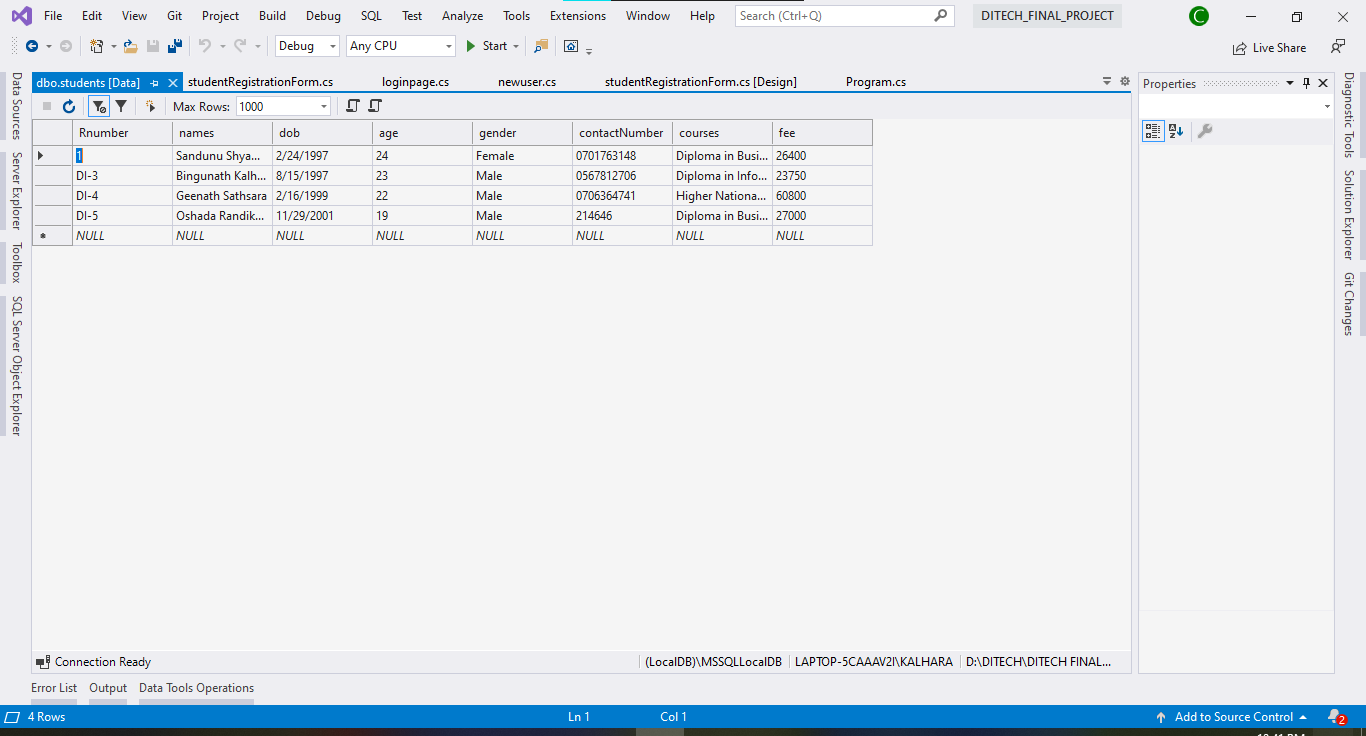 File Edit View Git Project Build Debug SQL Test Analyze Tools Extensions Window Help Search (Ctrl+Q) DITECH_FINAL_PROJECT C
Debug Any CPU Start Live Share
dbo.students [Data] studentRegistrationForm.cs loginpage.cs newuser.cs studentRegistrationForm.cs [Design] Program.cs
Properties
Max Rows: 1000
Rnumber names dob age gender contactNumber courses fee
1 Sandunu Shya... 2/24/1997 24 Female 0701763148 Diploma in Busi... 26400
DI-3 Bingunath Kalh... 8/15/1997 23 Male 0567812706 Diploma in Info... 23750
DI-4 Geenath Sathsara 2/16/1999 22 Male 0706364741 Higher Nationa... 60800
DI-5 Oshada Randik... 11/29/2001 19 Male 214646 Diploma in Busi... 27000
NULL NULL NULL NULL NULL NULL NULL NULL
Data Sources
Server Explorer
Toolbox
SQL Server Object Explorer
Diagnostic Tools
Solution Explorer
Git Changes
Connection Ready (LocalDB)\MSSQLLocalDB LAPTOP-5CAAAV2I\KALHARA D:\DITECH\DITECH FINAL...
Error List Output Data Tools Operations
4 Rows Ln 1 Col 1 Add to Source Control 2